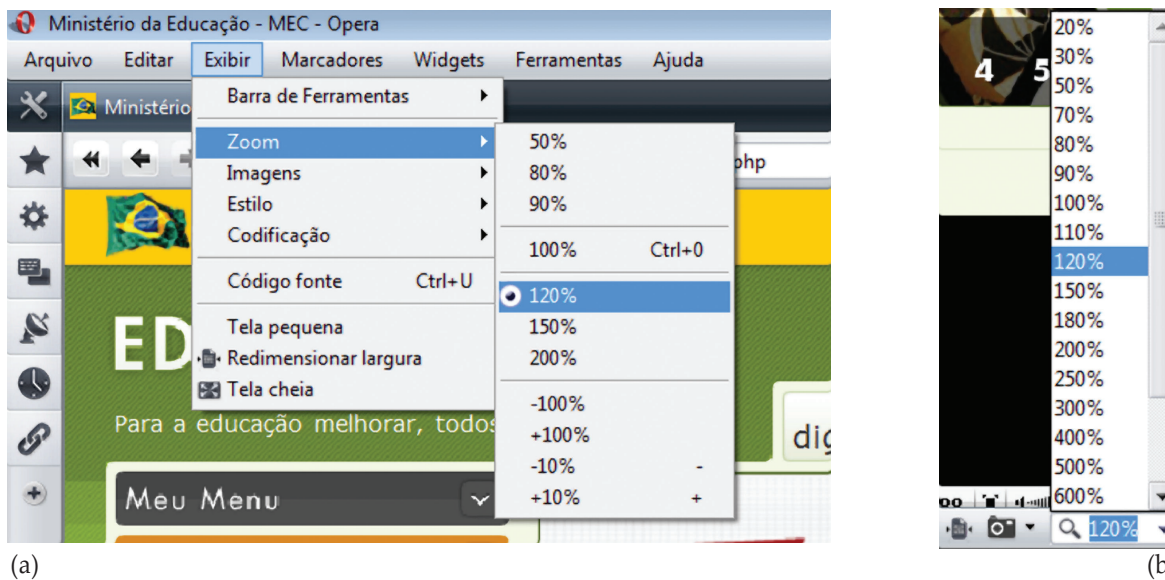 Ministério da Educação - MEC - Opera
Arquivo Editar Exibir Marcadores Widgets Ferramentas Ajuda
Ministério
Barra de Ferramentas
Zoom
Imagens
Estilo
Codificação
Código fonte Ctrl+U
Tela pequena
Redimensionar largura
Tela cheia
50%
80%
90%
100% Ctrl+0
120%
150%
200%
-100%
+100%
-10% -
+10% +
php
ED
Para a educação melhorar, todos
dig
Meu Menu
(a)
4 5
20%
30%
50%
70%
80%
90%
100%
110%
120%
150%
180%
200%
250%
300%
400%
500%
600%
120%
(b